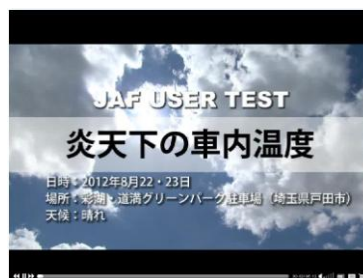 JAF USER TEST
炎天下の車内温度
日時：2012年8月22・23日
場所：彩湖・道満グリーンパーク駐車場（埼玉県戸田市）
天候：晴れ